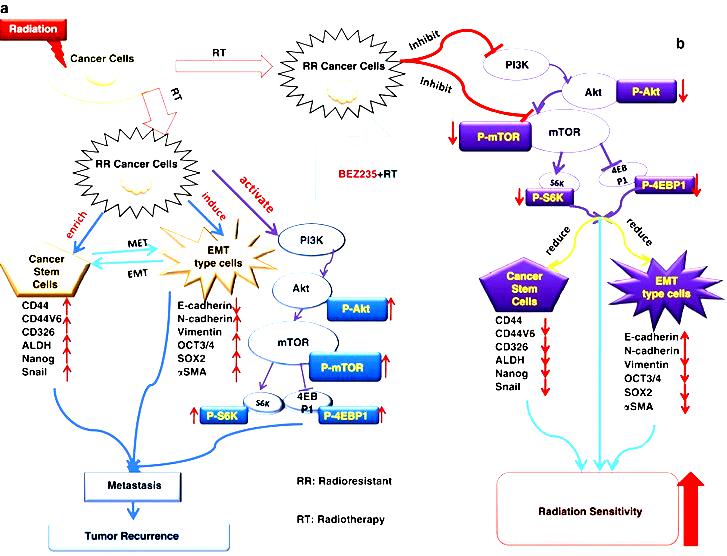 a
Radiation
Cancer Cells
RT
RT
RR Cancer Cells
RR Cancer Cells
enrich
induce
activate
MET
EMT
Cancer
Stem
Cells
EMT
type cells
CD44
CD44V6
CD326
ALDH
Nanog
Snail
E-cadherin
N-cadherin
Vimentin
OCT3/4
SOX2
αSMA
PI3K
Akt
P-Akt
mTOR
P-mTOR
S6K
P-S6K
4EB
P1
P-4EBP1
Metastasis
Tumor Recurrence
RR: Radioresistant
RT: Radiotherapy
BEZ235+RT
b
Inhibit
Inhibit
PI3K
Akt
P-Akt
P-mTOR
mTOR
S6K
P-S6K
4EB
P1
P-4EBP1
reduce
reduce
Cancer
Stem
Cells
EMT
type cells
CD44
CD44V6
CD326
ALDH
Nanog
Snail
E-cadherin
N-cadherin
Vimentin
OCT3/4
SOX2
αSMA
Radiation Sensitivity